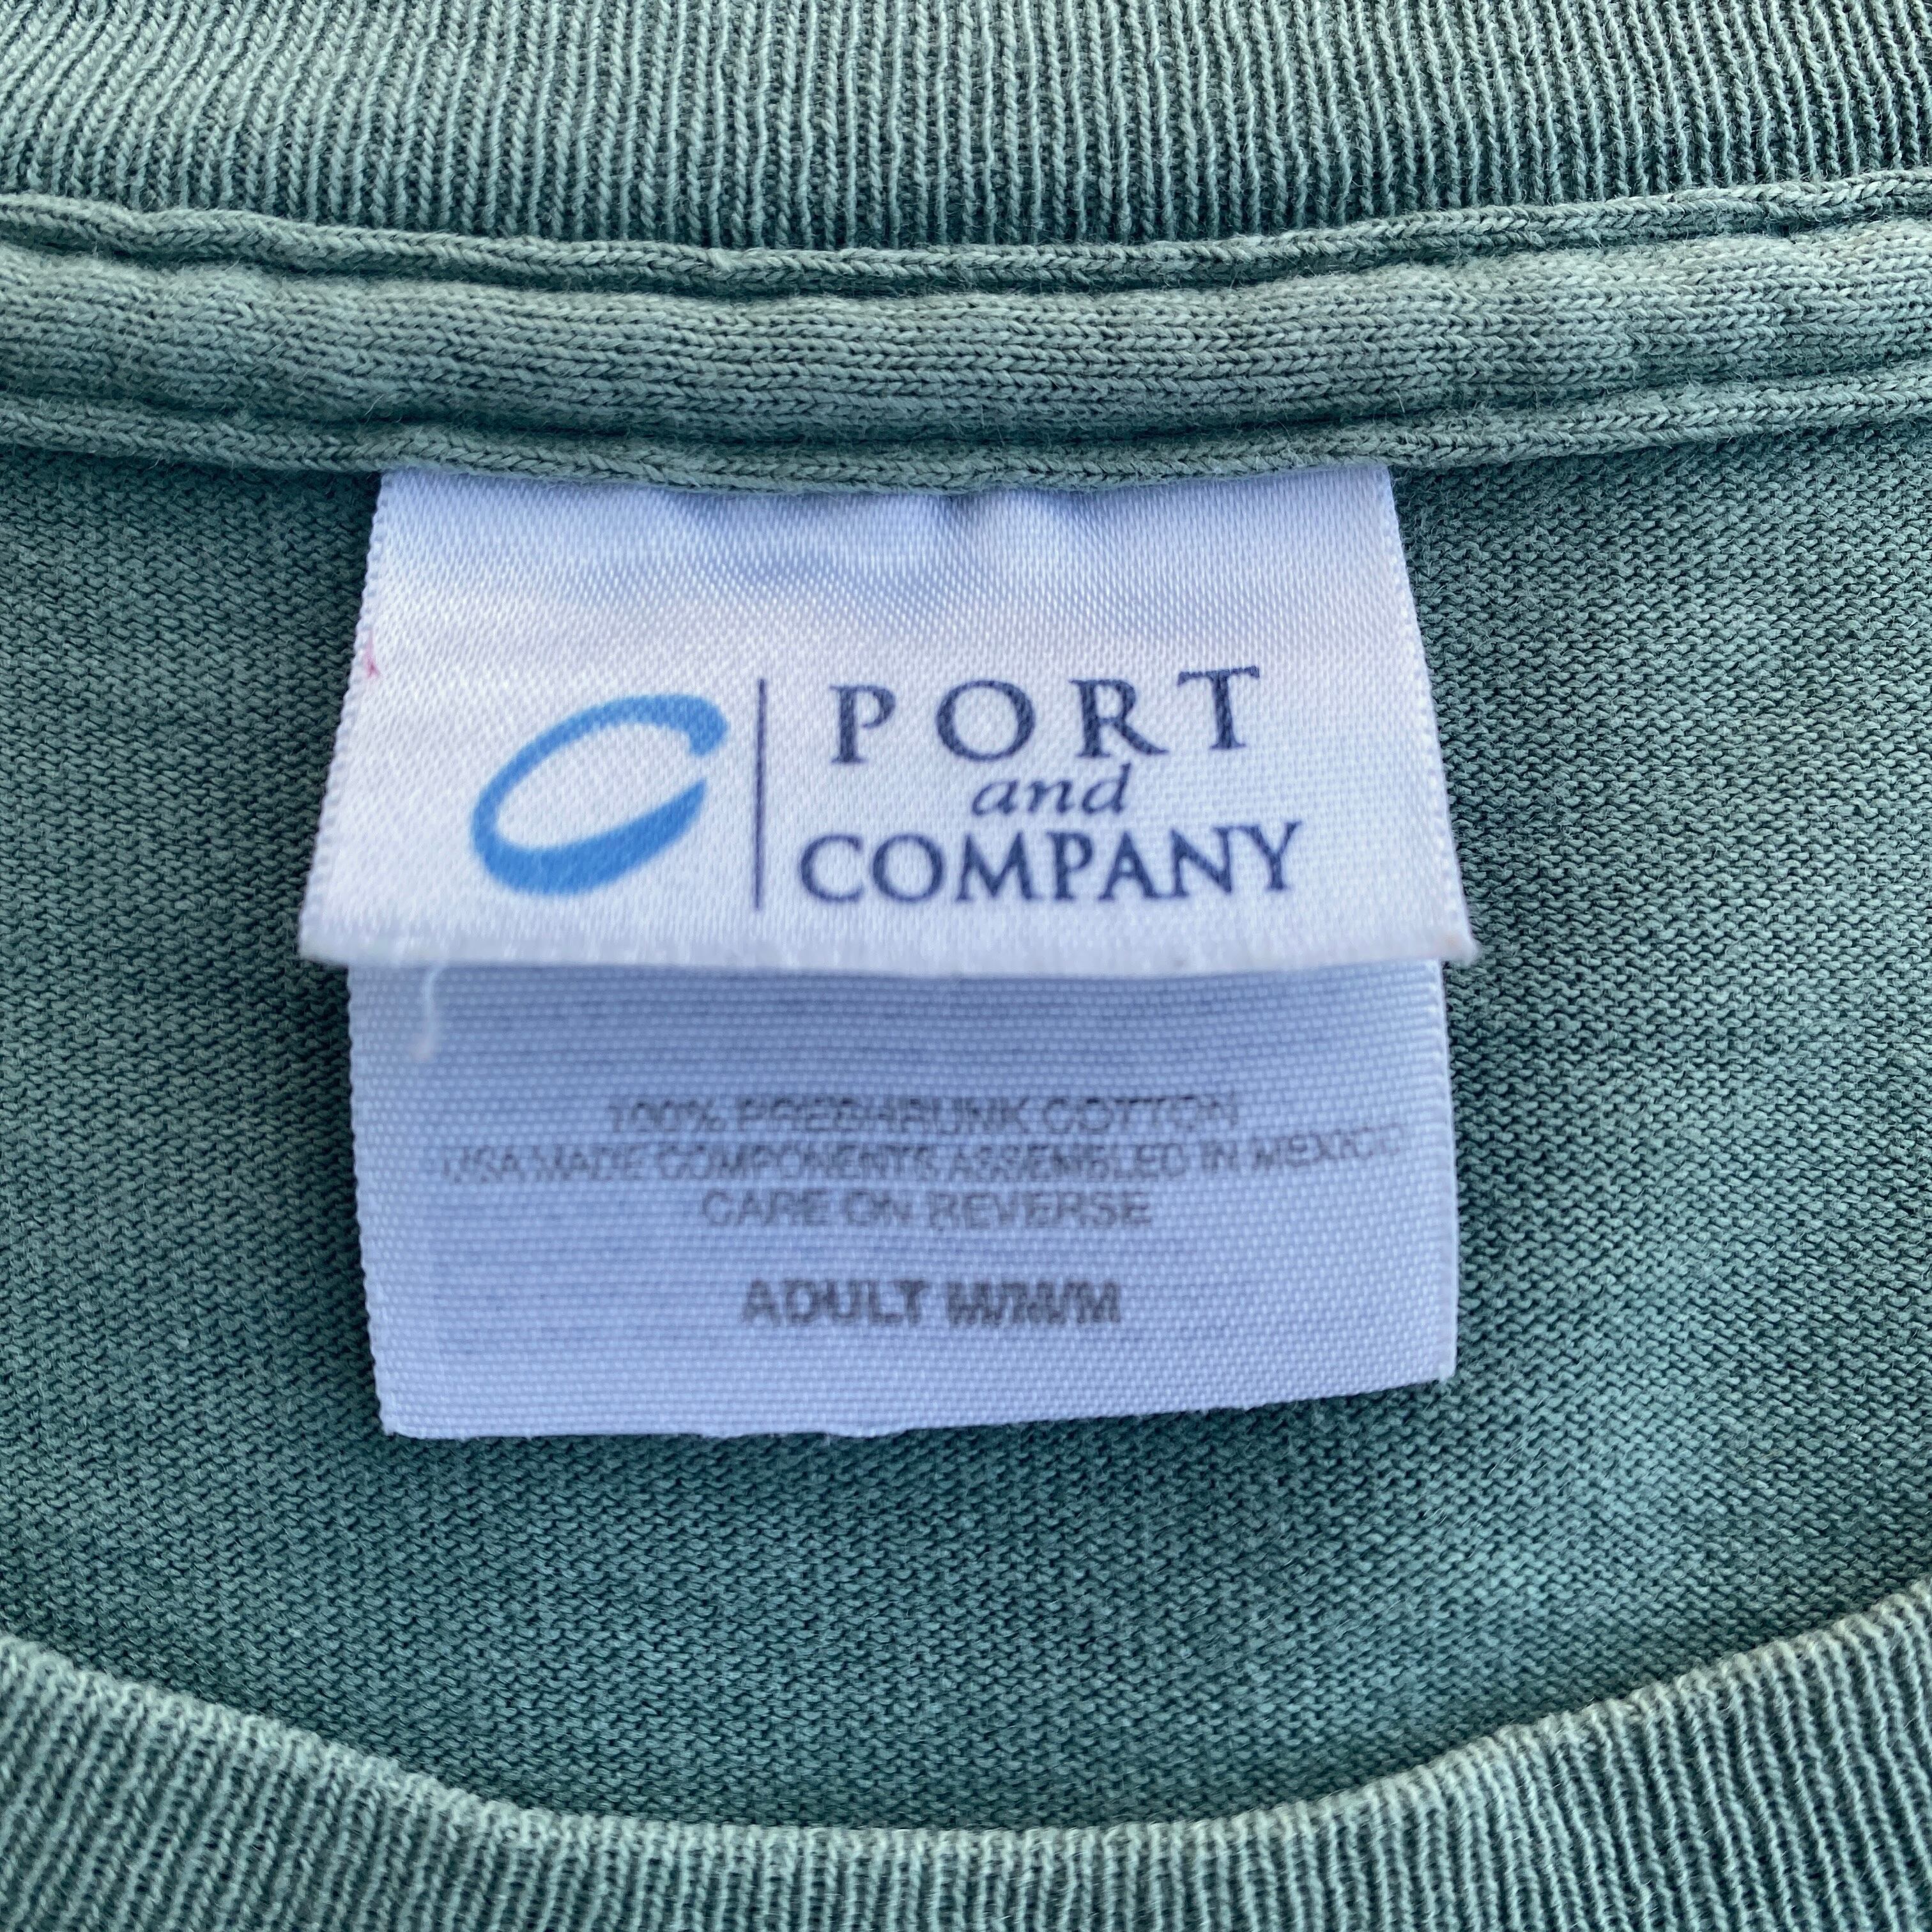 PORT
and
COMPANY
100% PRESHRUNK COTTON
USA MADE COMPONENTS ASSEMBLED IN MEXICO
CARE ON REVERSE
ADULT M/M/M